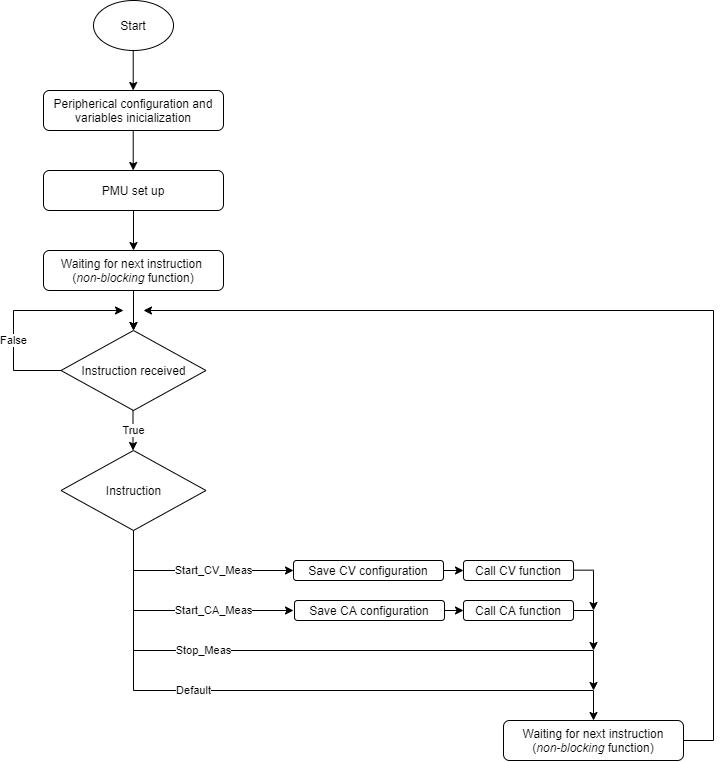 Start
Peripherical configuration and
variables inicialization
PMU set up
Waiting for next instruction
(non-blocking function)
False
Instruction received
True
Instruction
Start_CV_Meas
Save CV configuration
Call CV function
Start_CA_Meas
Save CA configuration
Call CA function
Stop_Meas
Default
Waiting for next instruction
(non-blocking function)